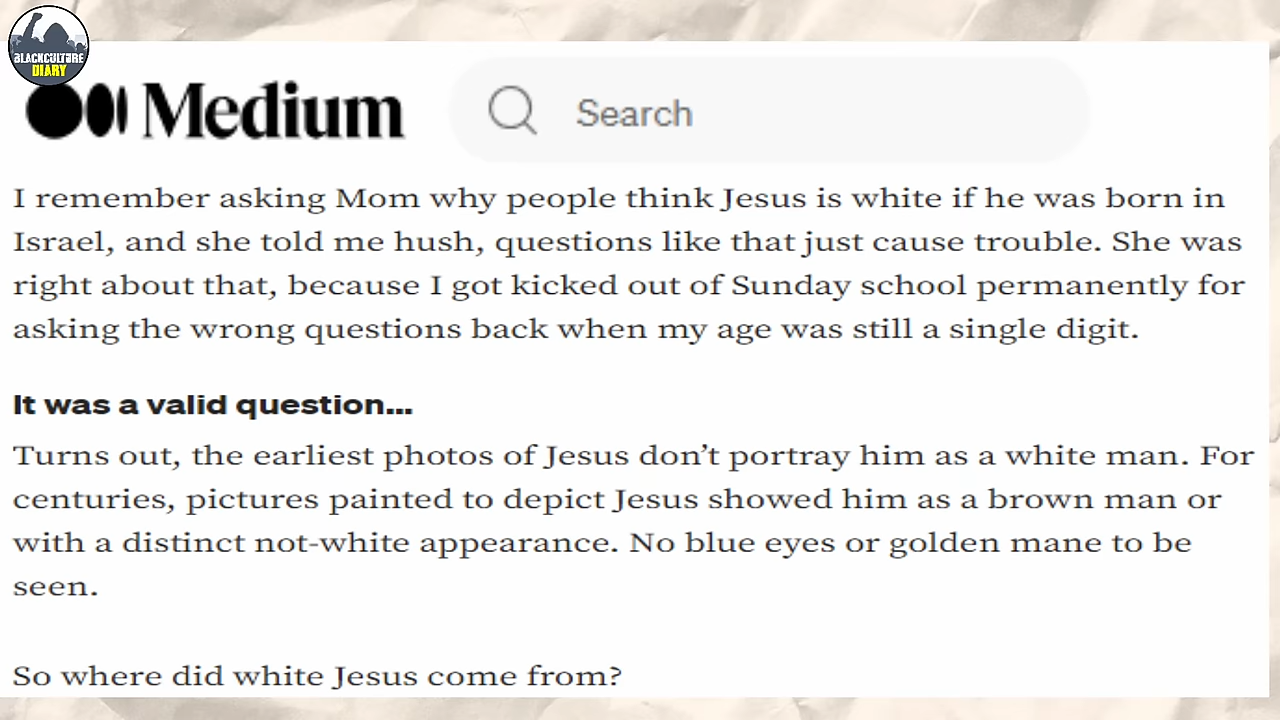 BLACKCULTURE
DIARY
Medium
Search
I remember asking Mom why people think Jesus is white if he was born in
Israel, and she told me hush, questions like that just cause trouble. She was
right about that, because I got kicked out of Sunday school permanently for
asking the wrong questions back when my age was still a single digit.
It was a valid question...
Turns out, the earliest photos of Jesus don’t portray him as a white man. For
centuries, pictures painted to depict Jesus showed him as a brown man or
with a distinct not-white appearance. No blue eyes or golden mane to be
seen.
So where did white Jesus come from?